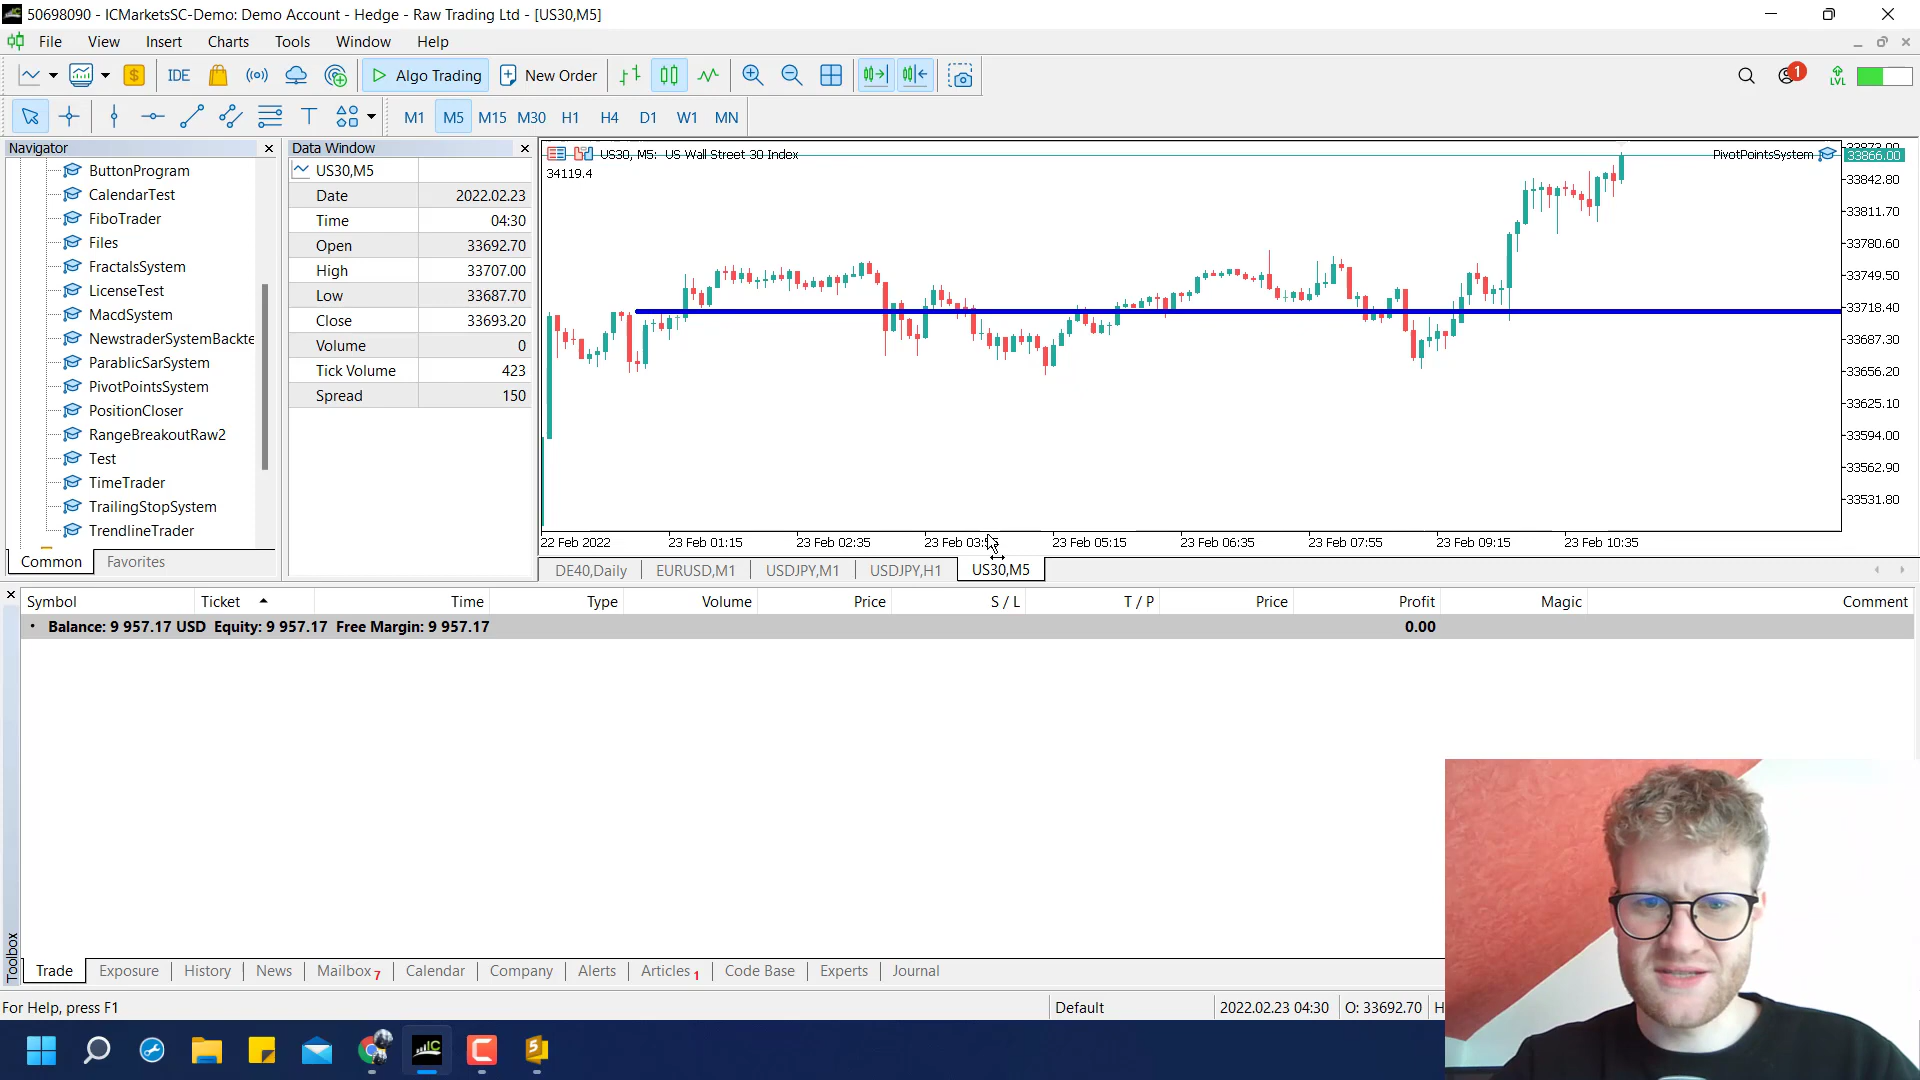 50698090 - ICMarketsSC-Demo: Demo Account - Hedge - Raw Trading Ltd - [US30,M5]
File View Insert Charts Tools Window Help
IDE Algo Trading New Order 1 LVL
M1 M5 M15 M30 H1 H4 D1 W1 MN
Navigator
ButtonProgram
CalendarTest
FiboTrader
Files
FractalsSystem
LicenseTest
MacdSystem
NewstraderSystemBackte
ParablicSarSystem
PivotPointsSystem
PositionCloser
RangeBreakoutRaw2
Test
TimeTrader
TrailingStopSystem
TrendlineTrader
Common Favorites
Data Window
US30,M5
Date 2022.02.23
Time 04:30
Open 33692.70
High 33707.00
Low 33687.70
Close 33693.20
Volume 0
Tick Volume 423
Spread 150
US30, M5: US Wall Street 30 Index
34119.4
PivotPointsSystem
33866.00
33842.80
33811.70
33780.60
33749.50
33718.40
33687.30
33656.20
33625.10
33594.00
33562.90
33531.80
22 Feb 2022 23 Feb 01:15 23 Feb 02:35 23 Feb 23 Feb 05:15 23 Feb 06:35 23 Feb 07:55 23 Feb 09:15 23 Feb 10:35
DE40,Daily EURUSD,M1 USDJPY,M1 USDJPY,H1 US30,M5
Symbol Ticket Time Type Volume Price S / L T / P Price Profit Magic Comment
Balance: 9 957.17 USD Equity: 9 957.17 Free Margin: 9 957.17 0.00
Toolbox
Trade Exposure History News Mailbox 7 Calendar Company Alerts Articles 1 Code Base Experts Journal
For Help, press F1 Default 2022.02.23 04:30 O: 33692.70 H
IC